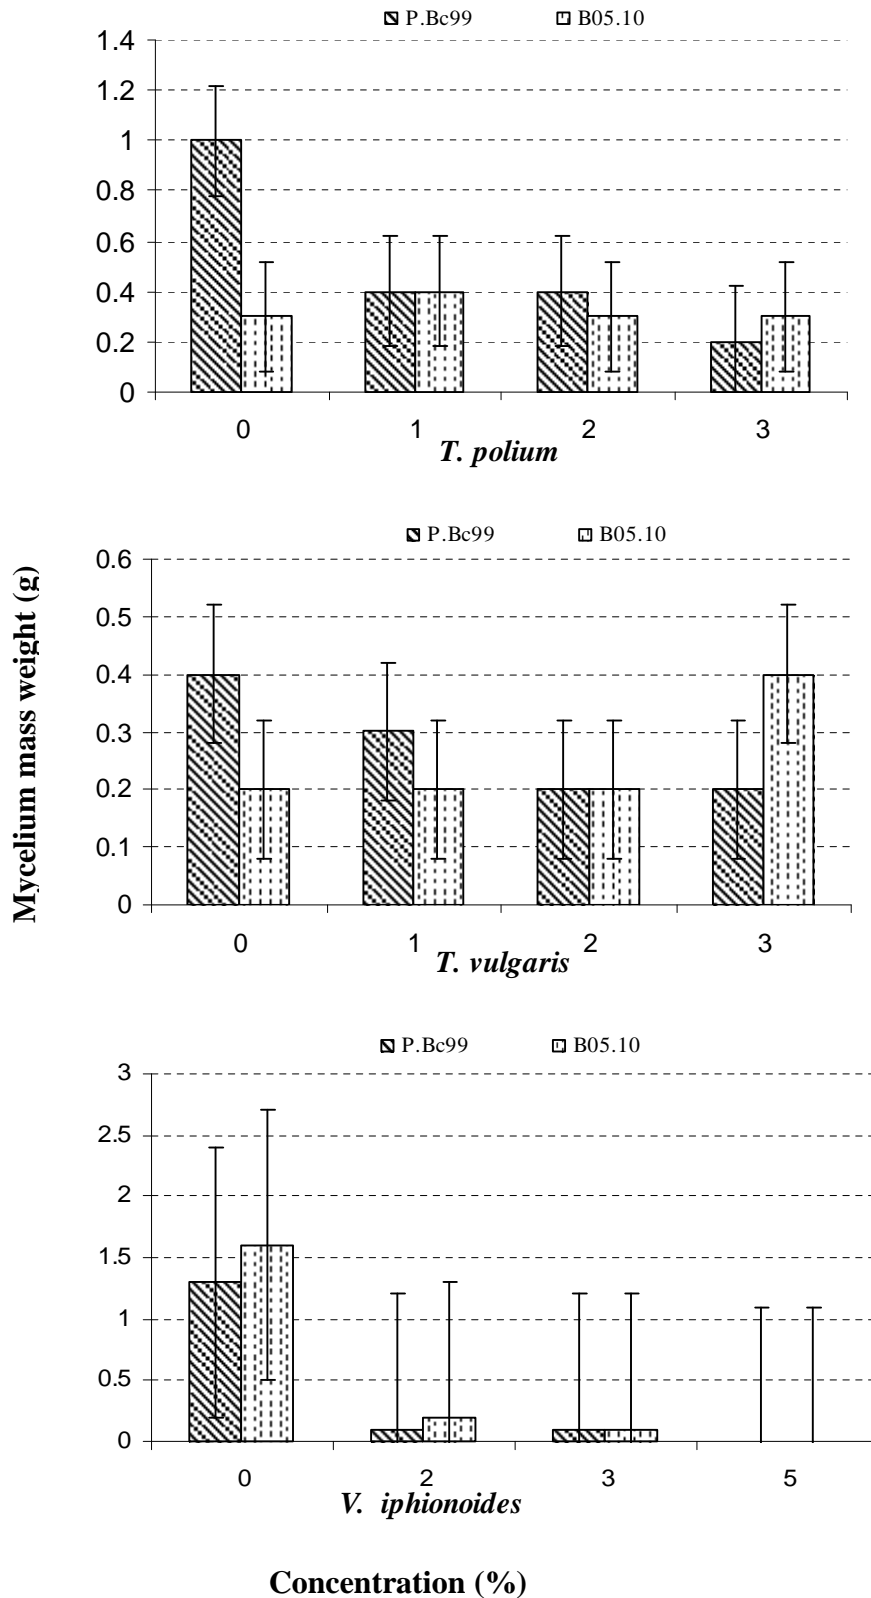 P.Bc99 B05.10
1.4
1.2
1
0.8
0.6
0.4
0.2
0
0 1 2 3
T. polium
Mycelium mass weight (g)
P.Bc99 B05.10
0.6
0.5
0.4
0.3
0.2
0.1
0
0 1 2 3
T. vulgaris
P.Bc99 B05.10
3
2.5
2
1.5
1
0.5
0
0 2 3 5
V. iphionoides
Concentration (%)